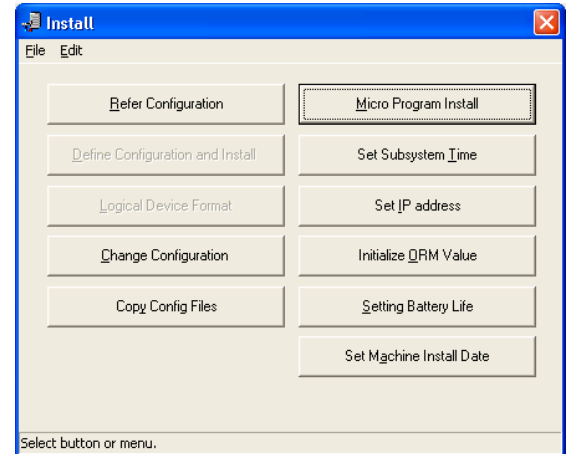 Install
File Edit
Refer Configuration
Micro Program Install
Define Configuration and Install
Set Subsystem Time
Logical Device Format
Set IP address
Change Configuration
Initialize ORM Value
Copy Config Files
Setting Battery Life
Set Machine Install Date
Select button or menu.